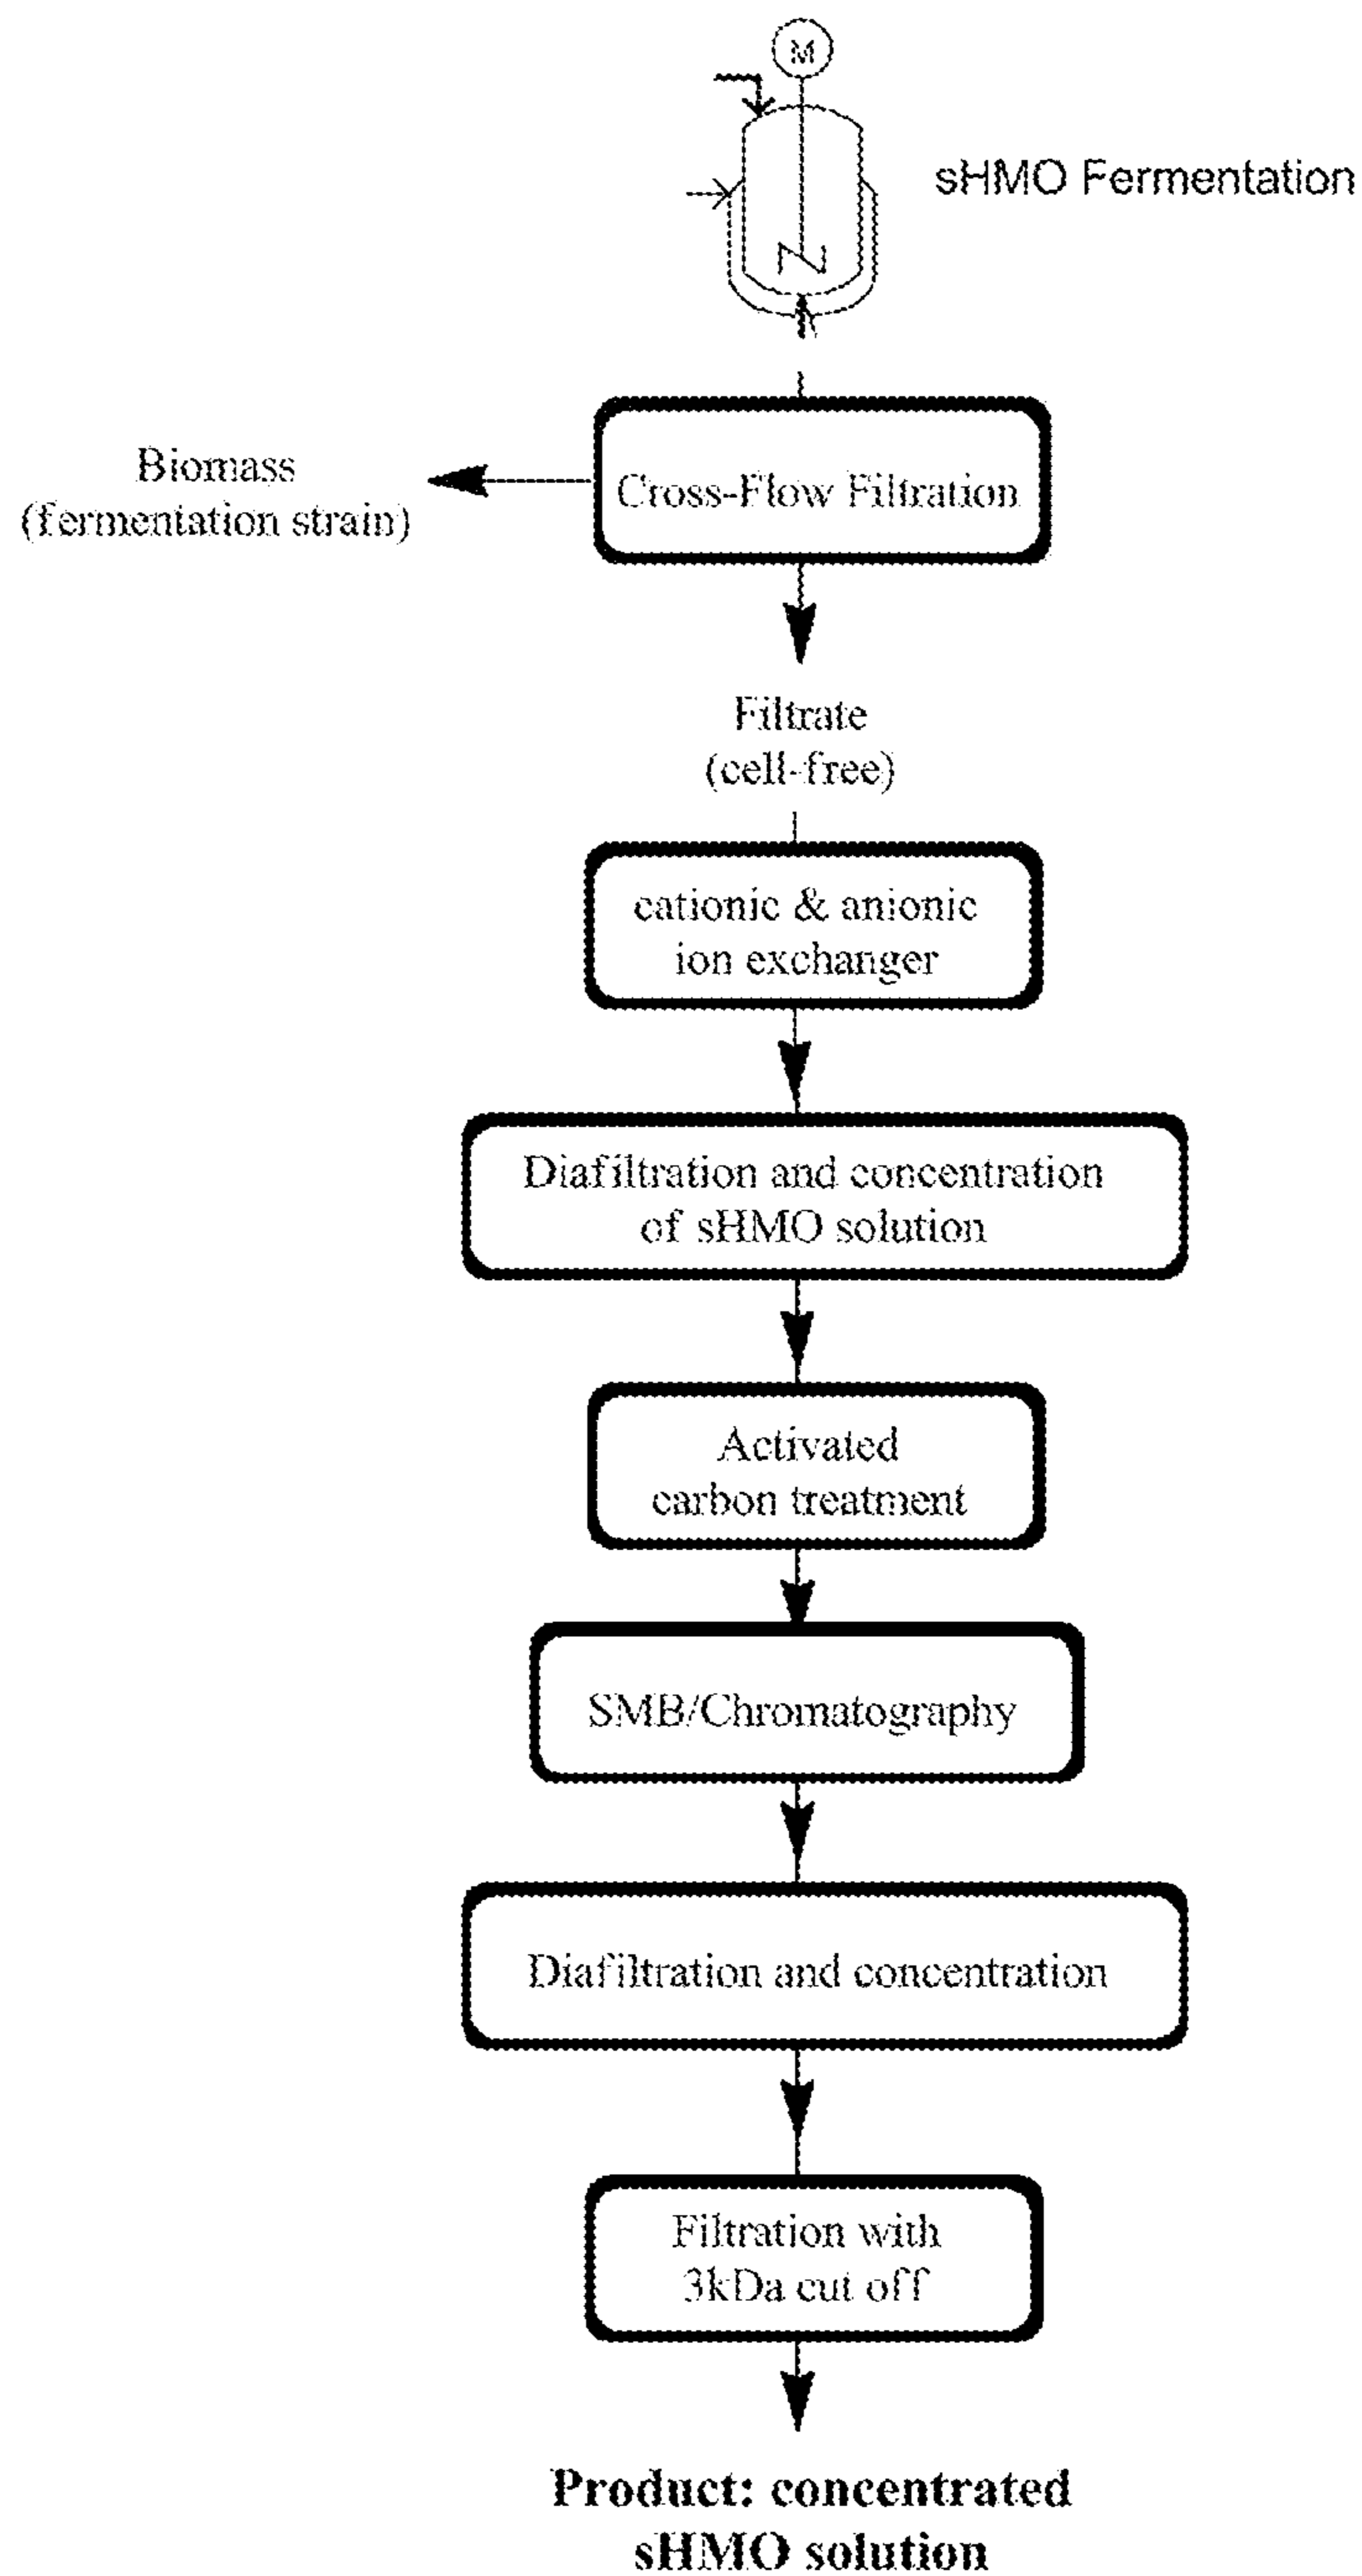 M
sHMO Fermentation
Biomass
(fermentation strain)
Cross-Flow Filtration
Filtrate
(cell-free)
cationic & anionic
ion exchanger
Diafiltration and concentration
of sHMO solution
Activated
carbon treatment
SMB/Chromatography
Diafiltration and concentration
Filtration with
3kDa cut off
Product: concentrated
sHMO solution